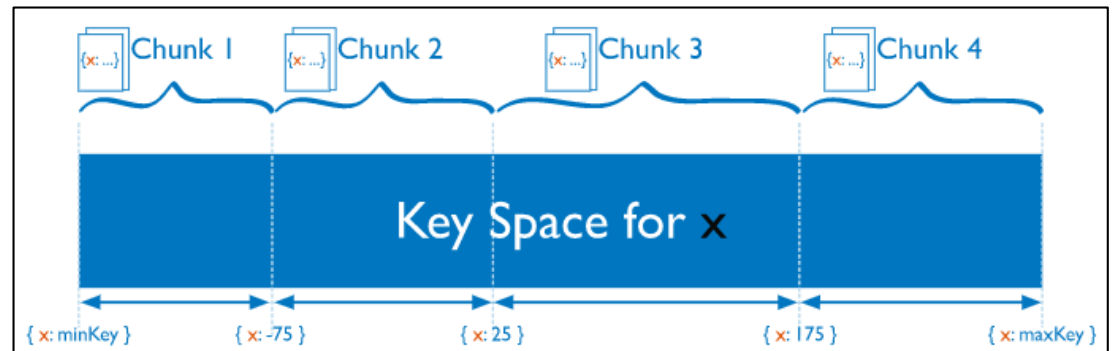 Chunk 1 Chunk 2 Chunk 3 Chunk 4
{x: ...} {x: ...} {x: ...} {x: ...}
Key Space for x
{ x: minKey } { x: -75 } { x: 25 } { x: 175 } { x: maxKey }